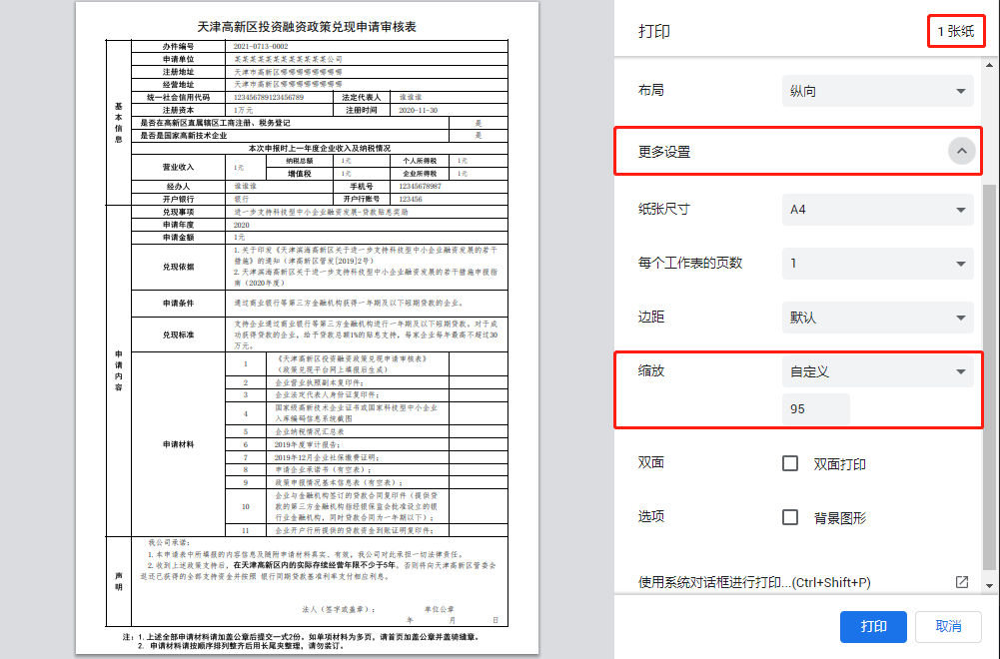 天津高新区投资融资政策兑现申请审核表
基本信息
办件编号 2021-0713-0002
申请单位 某某某某某某某某某某某公司
注册地址 天津市高新区哪哪哪哪哪哪哪
经营地址 天津市高新区哪哪哪哪哪哪哪
统一社会信用代码 123456789123456789 法定代表人 谁谁谁
注册资本 1万元 注册时间 2020-11-30
是否在高新区直属辖区工商注册、税务登记 是
是否是国家高新技术企业 是
本次申报时上一年度企业收入及纳税情况
营业收入 1元 纳税总额 1元 个人所得税 1元
增值税 1元 企业所得税 1元
经办人 谁谁谁 手机号 12345678987
开户银行 银行 开户行账号 123456
申请内容
兑现事项 进一步支持科技型中小企业融资发展-贷款贴息奖励
申请年度 2020
申请金额 1元
兑现依据
1.关于印发《天津滨海高新区关于进一步支持科技型中小企业融资发展的若干
措施》的通知（津高新区管发[2019]2号）
2.天津滨海高新区关于进一步支持科技型中小企业融资发展的若干措施申报指
南（2020年度）
申请条件 通过商业银行等第三方金融机构获得一年期及以下短期贷款的企业。
兑现标准
支持企业通过商业银行等第三方金融机构进行一年期及以下短期贷款。对于成
功获得贷款的企业，给予贷款总额1%的贴息支持，每家企业每年最高不超过30
万元。
申请材料
1 《天津高新区投资融资政策兑现申请审核表》
（政策兑现平台网上填报后生成）
2 企业营业执照副本复印件；
3 企业法定代表人身份证复印件；
4 国家级高新技术企业证书或国家科技型中小企业
入库编码信息系统截图
5 企业纳税情况汇总表
6 2019年度审计报告；
7 2019年12月企业社保缴费证明；
8 申请企业承诺书（有空表）；
9 政策申报情况基本信息表（有空表）；
10 企业与金融机构签订的贷款合同复印件（提供贷
款的第三方金融机构指经银保监会批准设立的银
行业金融机构，同时贷款合同为一年期以下）；
11 企业开户行所提供的贷款资金到账证明复印件；
声明
我公司承诺：
1.本申请表中所填报的内容信息及随附申请材料真实、有效，我公司对此承担一切法律责任。
2.收到上述政策支持后，在天津高新区内的实际存续经营年限不少于5年，否则将向天津高新区管委会
返还已获得的全部支持资金并按照 银行同期贷款基准利率支付相应利息。
法人（签字或盖章）： 单位公章
年 月 日
注：1. 上述全部申请材料请加盖公章后提交一式2份。如单项材料为多页，请首页加盖公章并盖骑缝章。
2. 申请材料请按顺序排列整齐后用长尾夹整理，请勿装订。
打印 1 张纸
布局 纵向
更多设置
纸张尺寸 A4
每个工作表的页数 1
边距 默认
缩放 自定义
95
双面 双面打印
选项 背景图形
使用系统对话框进行打印...(Ctrl+Shift+P)
打印 取消